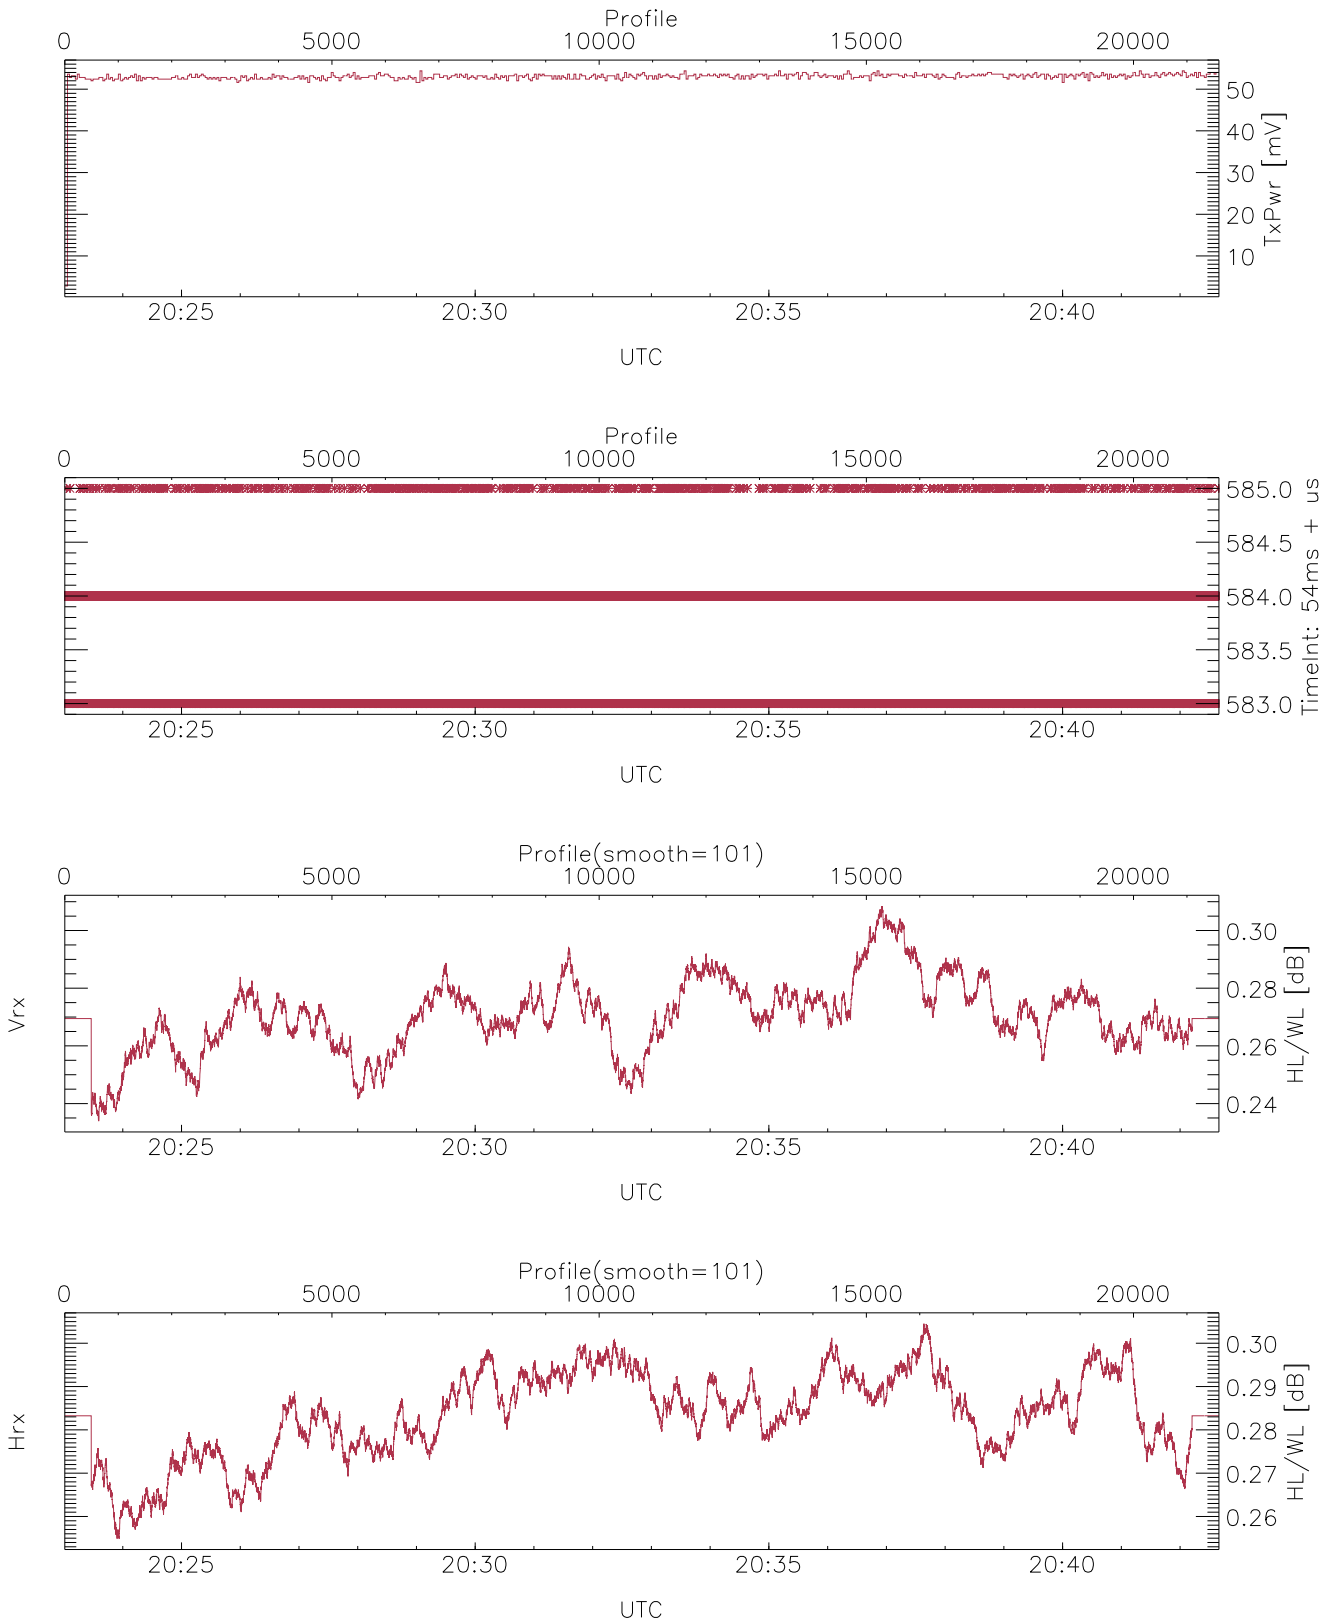 Profile
0 5000 10000 15000 20000
50
40
30
20
10
TxPwr [mV]
20:25 20:30 20:35 20:40
UTC
Profile
0 5000 10000 15000 20000
585.0
584.5
584.0
583.5
583.0
TimeInt: 54ms + us
20:25 20:30 20:35 20:40
UTC
Profile(smooth=101)
0 5000 10000 15000 20000
Vrx
0.30
0.28
0.26
0.24
HL/WL [dB]
20:25 20:30 20:35 20:40
UTC
Profile(smooth=101)
0 5000 10000 15000 20000
Hrx
0.30
0.29
0.28
0.27
0.26
HL/WL [dB]
20:25 20:30 20:35 20:40
UTC